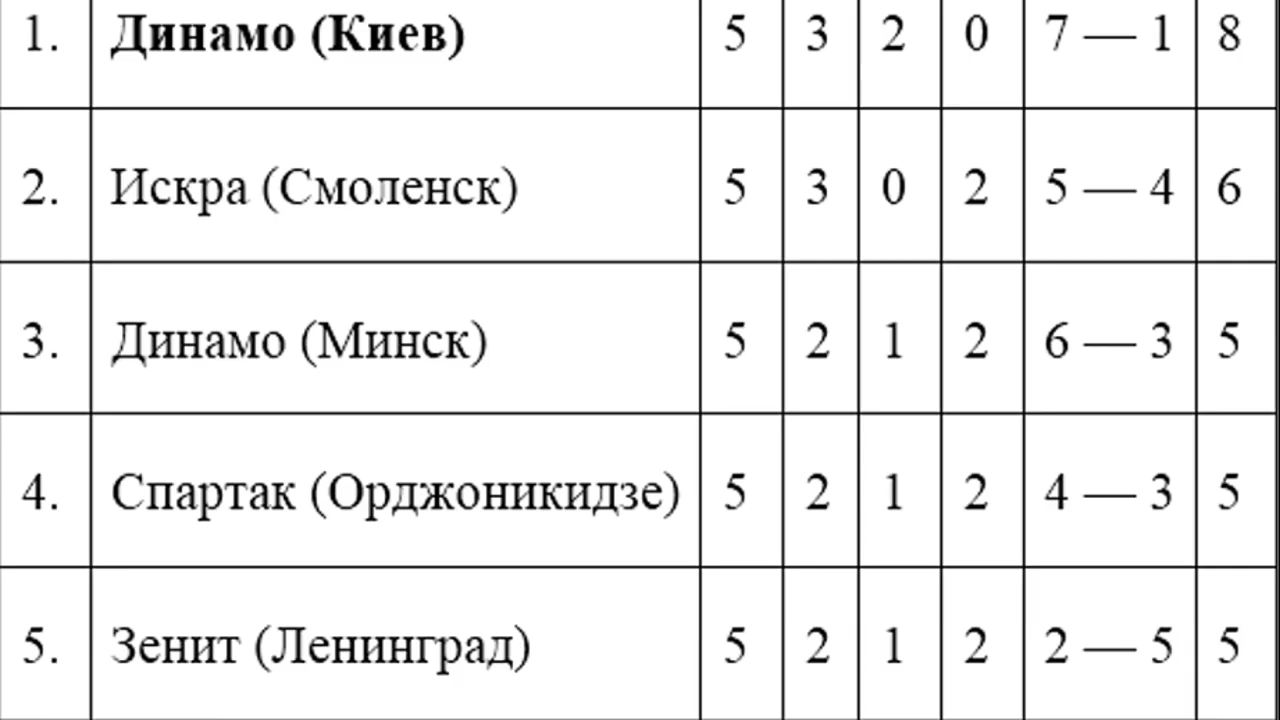 1. Динамо (Киев) 5 3 2 0 7 — 1 8
2. Искра (Смоленск) 5 3 0 2 5 — 4 6
3. Динамо (Минск) 5 2 1 2 6 — 3 5
4. Спартак (Орджоникидзе) 5 2 1 2 4 — 3 5
5. Зенит (Ленинград) 5 2 1 2 2 — 5 5